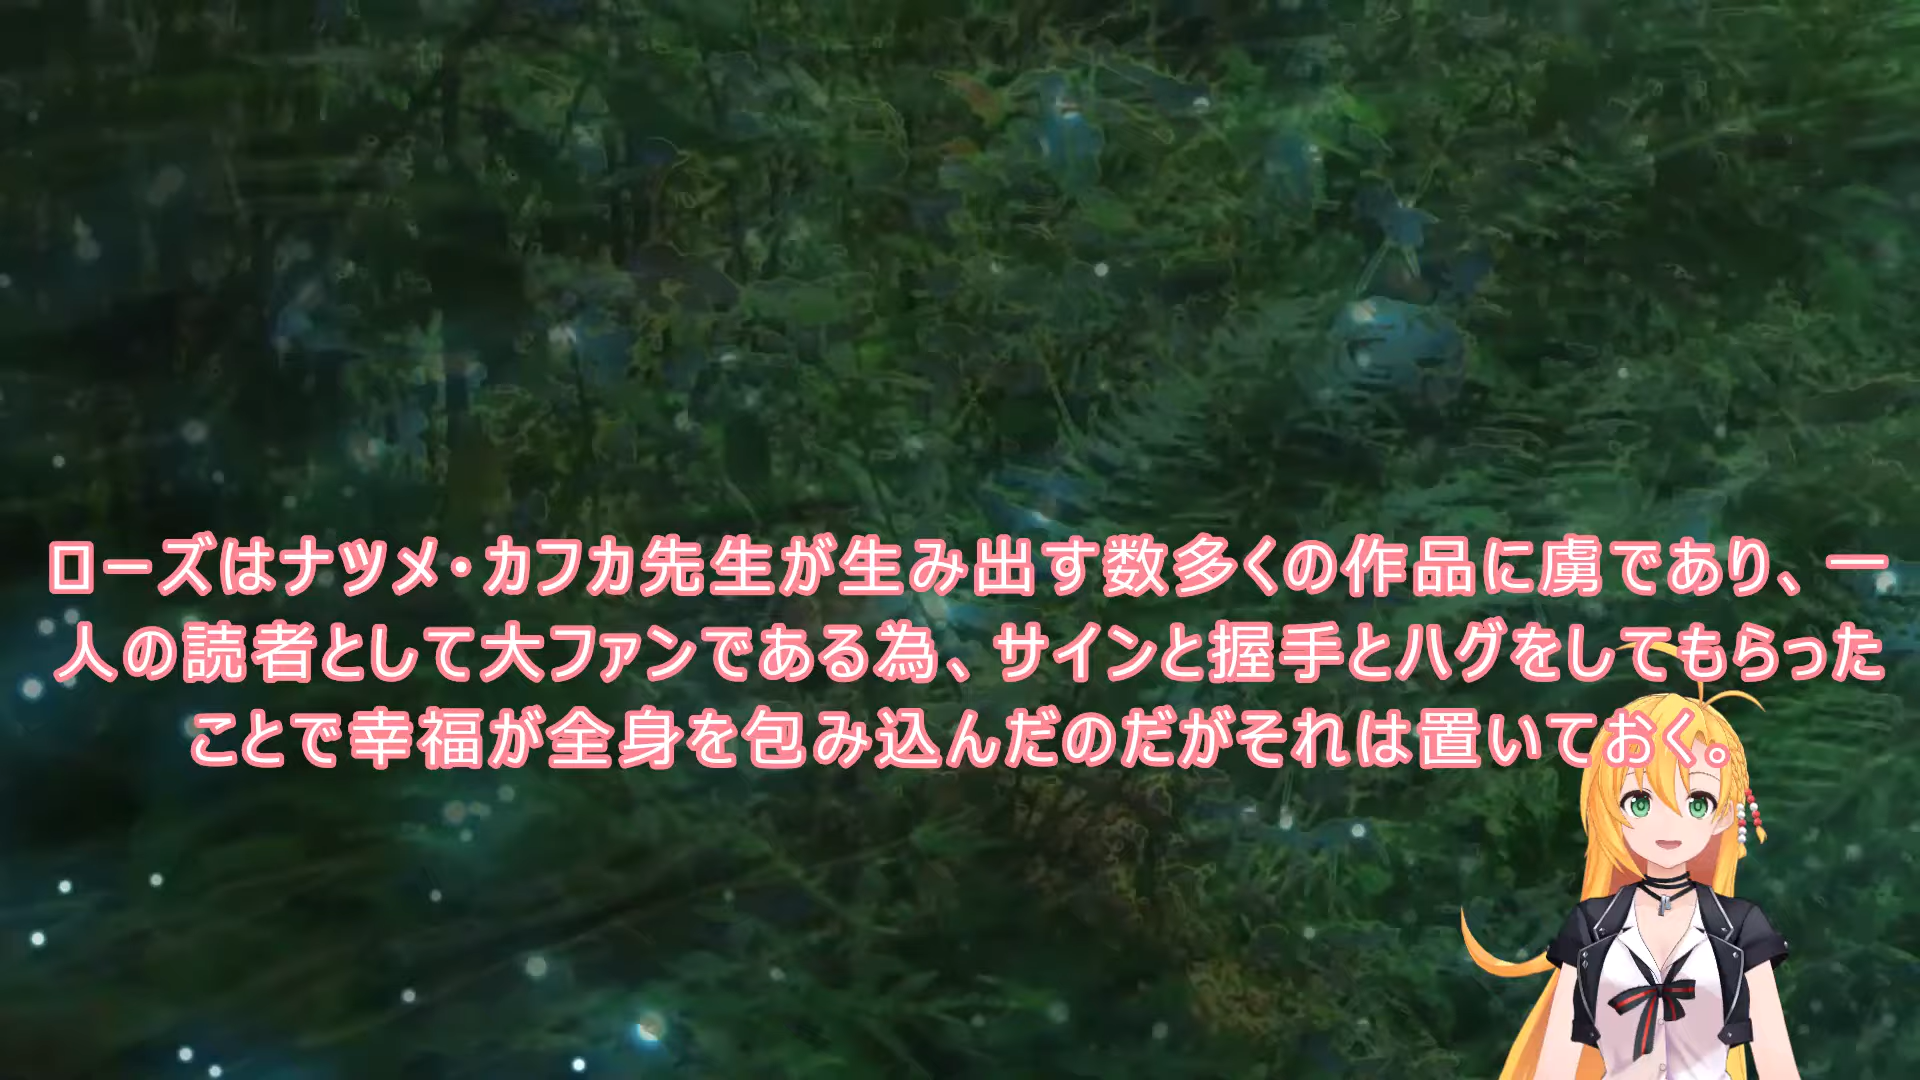 ローズはナツメ・カフカ先生が生み出す数多くの作品に虜であり、一
人の読者として大ファンである為、サインと握手とハグをしてもらった
ことで幸福が全身を包み込んだのだがそれは置いておく。